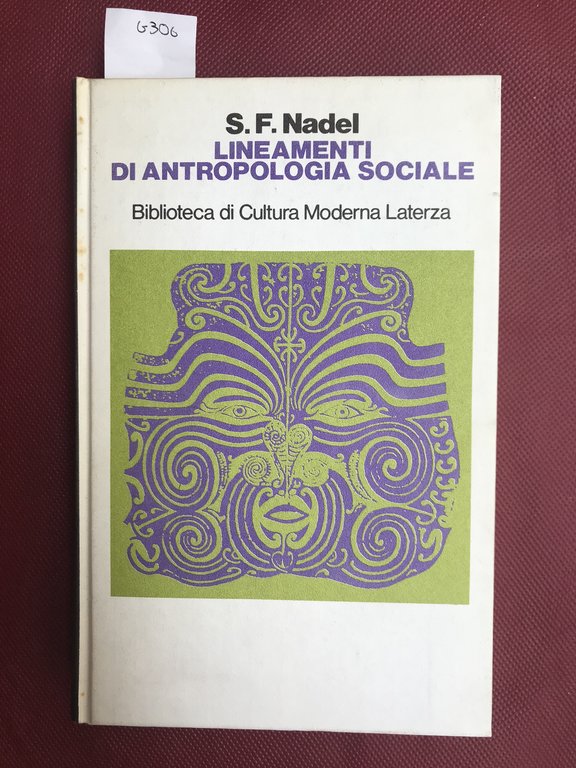 G306
S. F. Nadel
LINEAMENTI
DI ANTROPOLOGIA SOCIALE
Biblioteca di Cultura Moderna Laterza